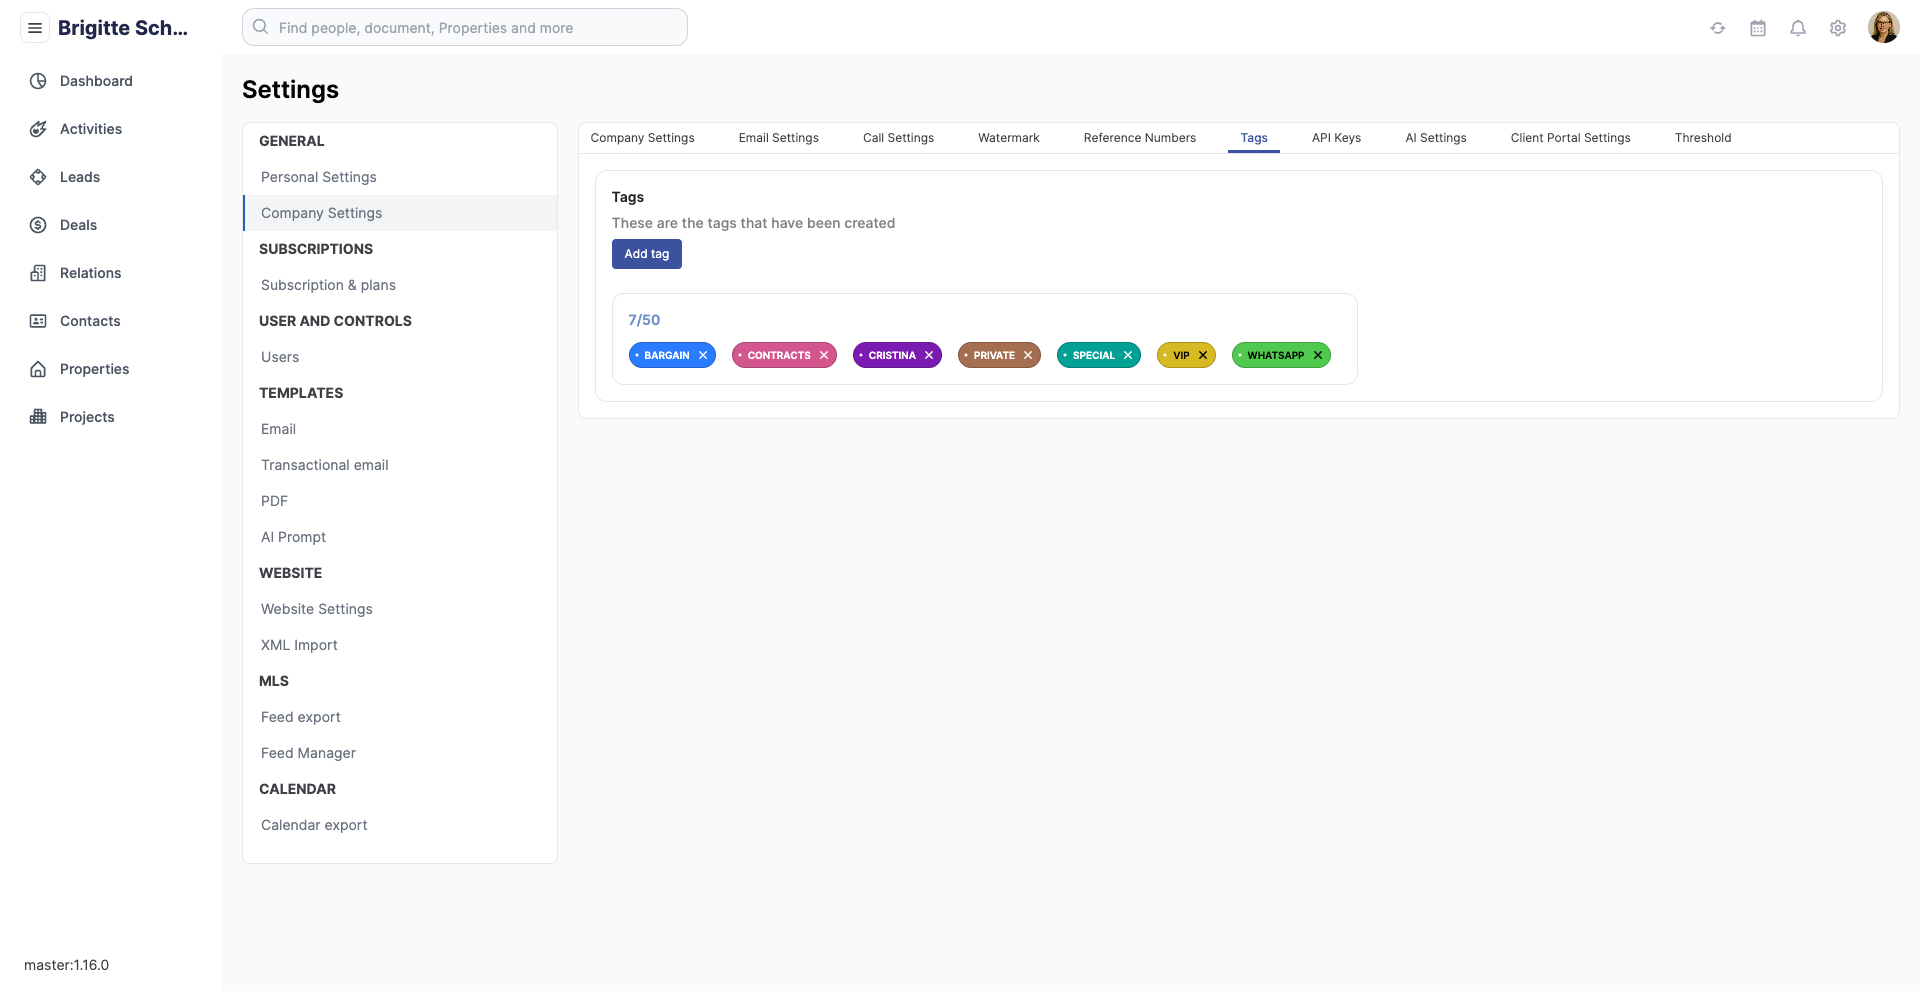 Brigitte Sch...
Find people, document, Properties and more
Dashboard
Activities
Leads
Deals
Relations
Contacts
Properties
Projects
master:1.16.0
Settings
GENERAL
Personal Settings
Company Settings
SUBSCRIPTIONS
Subscription & plans
USER AND CONTROLS
Users
TEMPLATES
Email
Transactional email
PDF
AI Prompt
WEBSITE
Website Settings
XML Import
MLS
Feed export
Feed Manager
CALENDAR
Calendar export
Company Settings Email Settings Call Settings Watermark Reference Numbers Tags API Keys AI Settings Client Portal Settings Threshold
Tags
These are the tags that have been created
Add tag
7/50
BARGAIN CONTRACTS CRISTINA PRIVATE SPECIAL VIP WHATSAPP